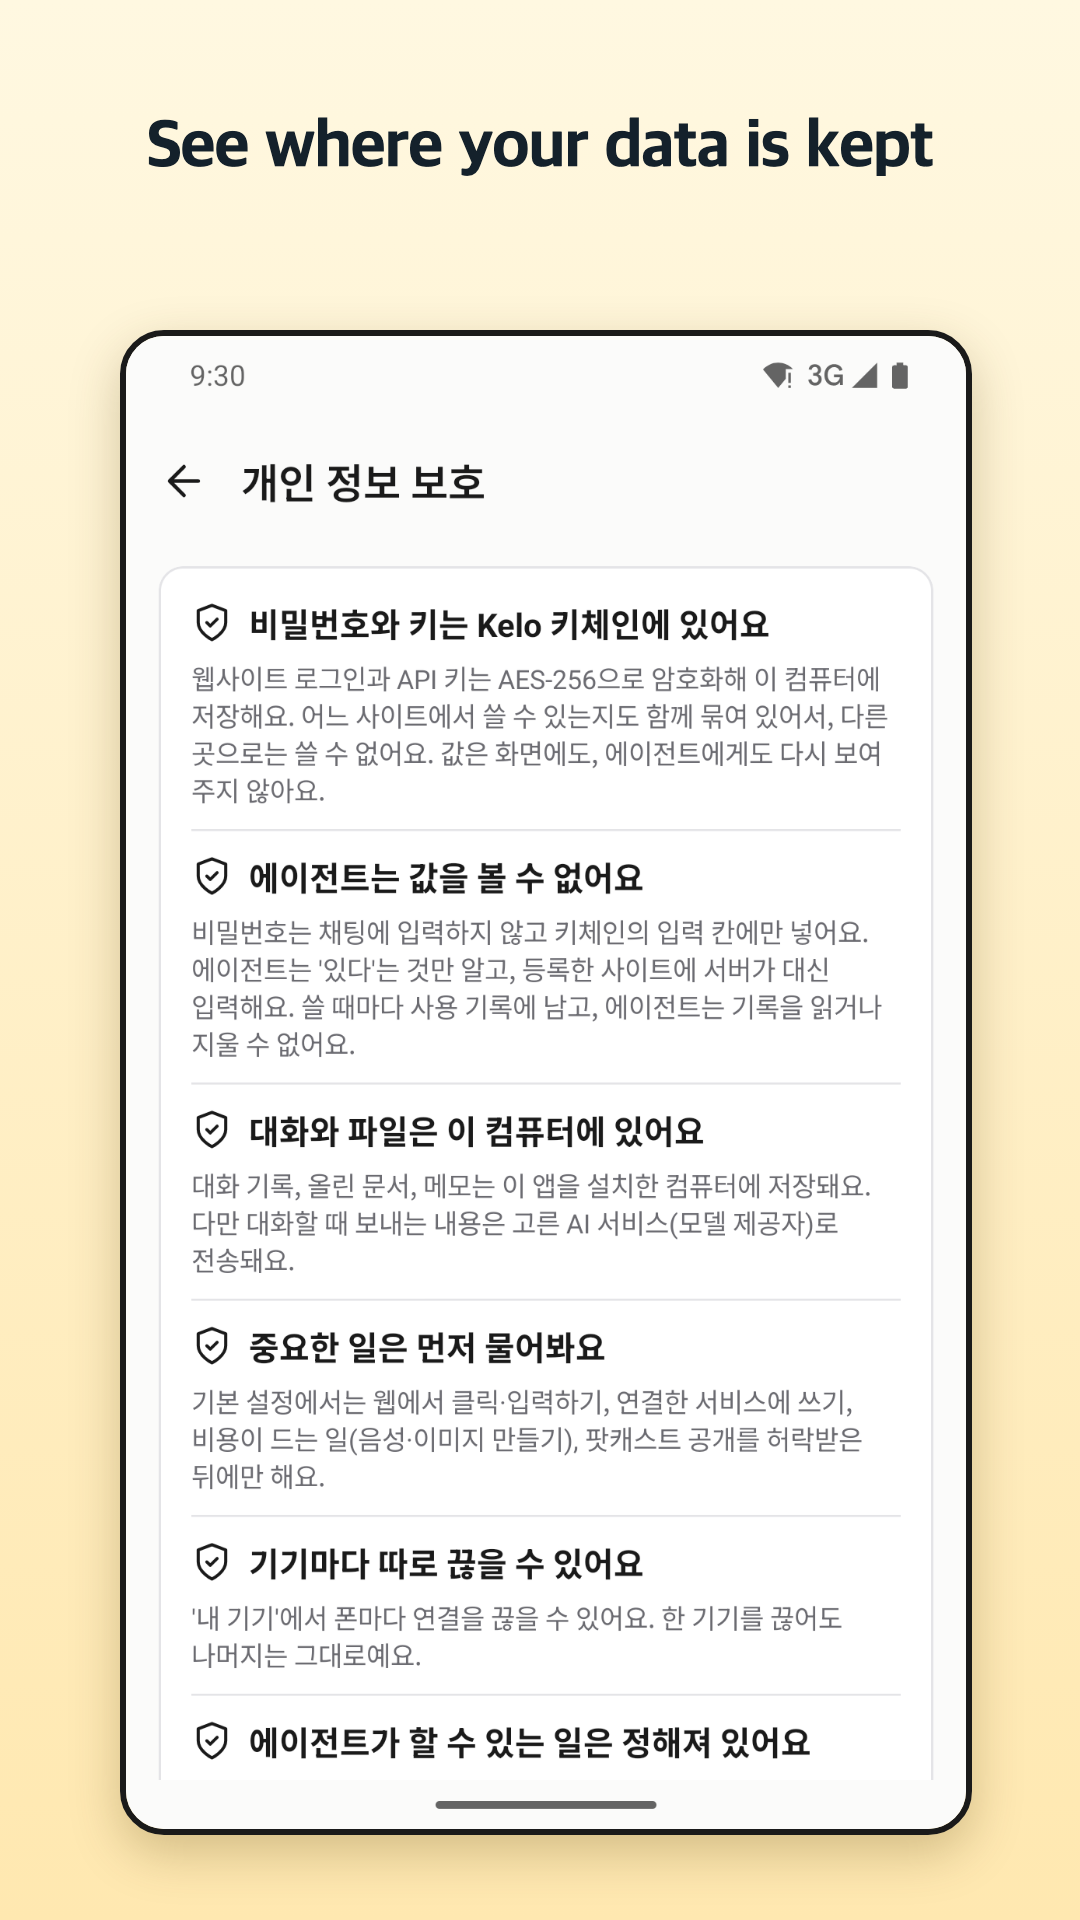 See where your data is kept
9:30
3G
개인 정보 보호
비밀번호와 키는 Kelo 키체인에 있어요
웹사이트 로그인과 API 키는 AES-256으로 암호화해 이 컴퓨터에
저장해요. 어느 사이트에서 쓸 수 있는지도 함께 묶여 있어서, 다른
곳으로는 쓸 수 없어요. 값은 화면에도, 에이전트에게도 다시 보여
주지 않아요.
에이전트는 값을 볼 수 없어요
비밀번호는 채팅에 입력하지 않고 키체인의 입력 칸에만 넣어요.
에이전트는 '있다'는 것만 알고, 등록한 사이트에 서버가 대신
입력해요. 쓸 때마다 사용 기록에 남고, 에이전트는 기록을 읽거나
지울 수 없어요.
대화와 파일은 이 컴퓨터에 있어요
대화 기록, 올린 문서, 메모는 이 앱을 설치한 컴퓨터에 저장돼요.
다만 대화할 때 보내는 내용은 고른 AI 서비스(모델 제공자)로
전송돼요.
중요한 일은 먼저 물어봐요
기본 설정에서는 웹에서 클릭·입력하기, 연결한 서비스에 쓰기,
비용이 드는 일(음성·이미지 만들기), 팟캐스트 공개를 허락받은
뒤에만 해요.
기기마다 따로 끊을 수 있어요
'내 기기'에서 폰마다 연결을 끊을 수 있어요. 한 기기를 끊어도
나머지는 그대로예요.
에이전트가 할 수 있는 일은 정해져 있어요